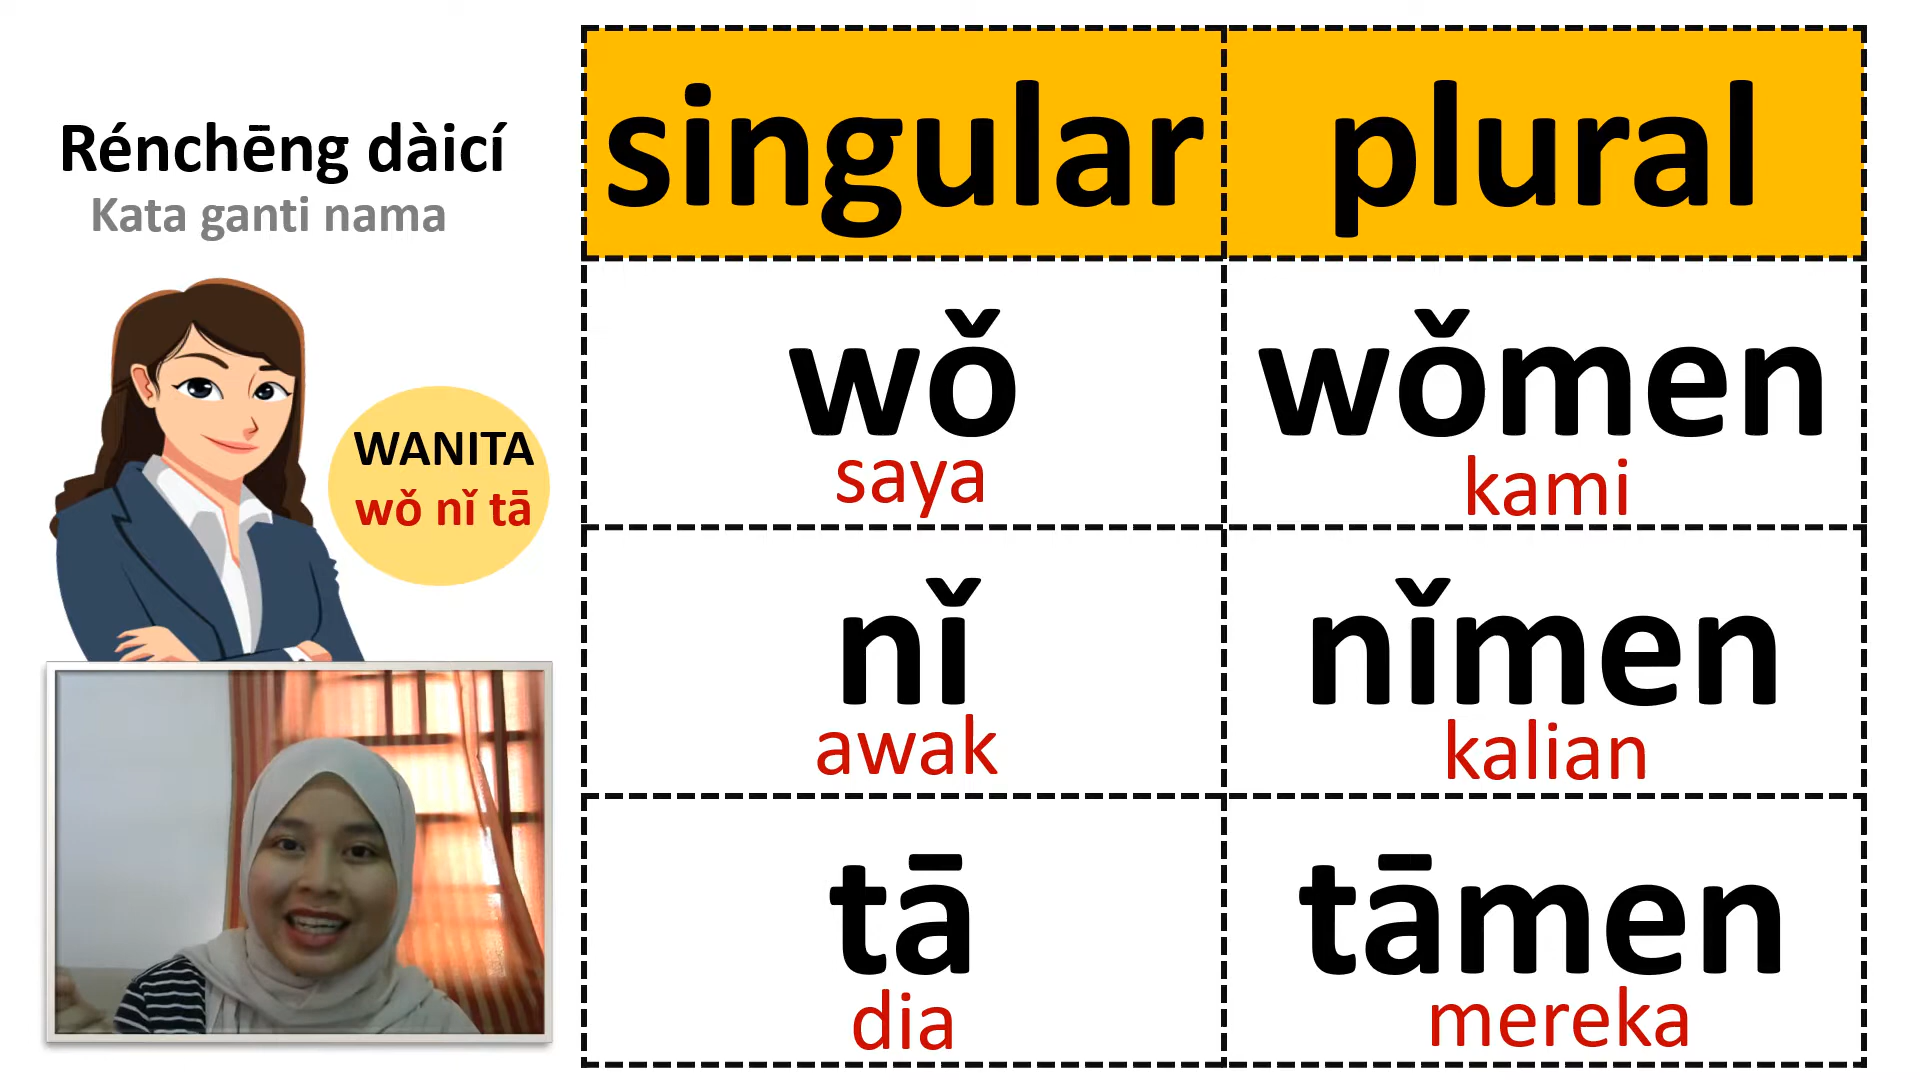 Rénchēng dàicí
Kata ganti nama
WANITA
wǒ nǐ tā
singular plural
wǒ wǒmen
saya kami
nǐ nǐmen
awak kalian
tā tāmen
dia mereka